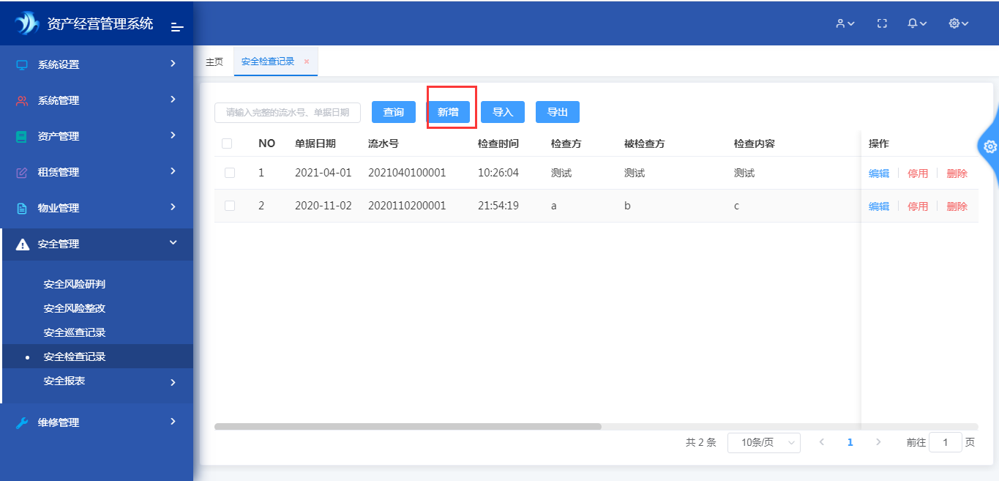 资产经营管理系统
系统设置
系统管理
资产管理
租赁管理
物业管理
安全管理
安全风险研判
安全风险整改
安全巡查记录
安全检查记录
安全报表
维修管理
主页 安全检查记录 ×
请输入完整的流水号、单据日期 查询 新增 导入 导出
NO 单据日期 流水号 检查时间 检查方 被检查方 检查内容 操作
1 2021-04-01 2021040100001 10:26:04 测试 测试 测试 编辑 停用 删除
2 2020-11-02 2020110200001 21:54:19 a b c 编辑 停用 删除
共 2 条 10条/页 1 前往 1 页